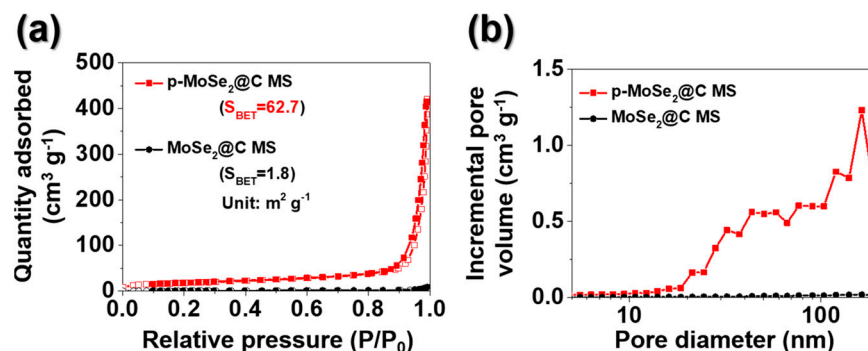 (a)
Quantity adsorbed
(cm³ g⁻¹)
500
400
300
200
100
0
p-MoSe₂@C MS
(S_BET=62.7)
MoSe₂@C MS
(S_BET=1.8)
Unit: m² g⁻¹
0.0 0.2 0.4 0.6 0.8 1.0
Relative pressure (P/P₀)
(b)
Incremental pore
volume (cm³ g⁻¹)
1.5
1.0
0.5
0.0
p-MoSe₂@C MS
MoSe₂@C MS
10 100
Pore diameter (nm)